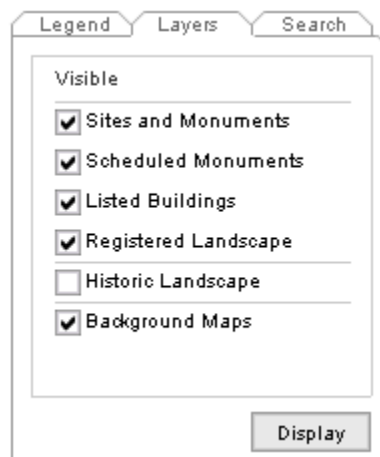 Legend Layers Search
Visible
Sites and Monuments
Scheduled Monuments
Listed Buildings
Registered Landscape
Historic Landscape
Background Maps
Display